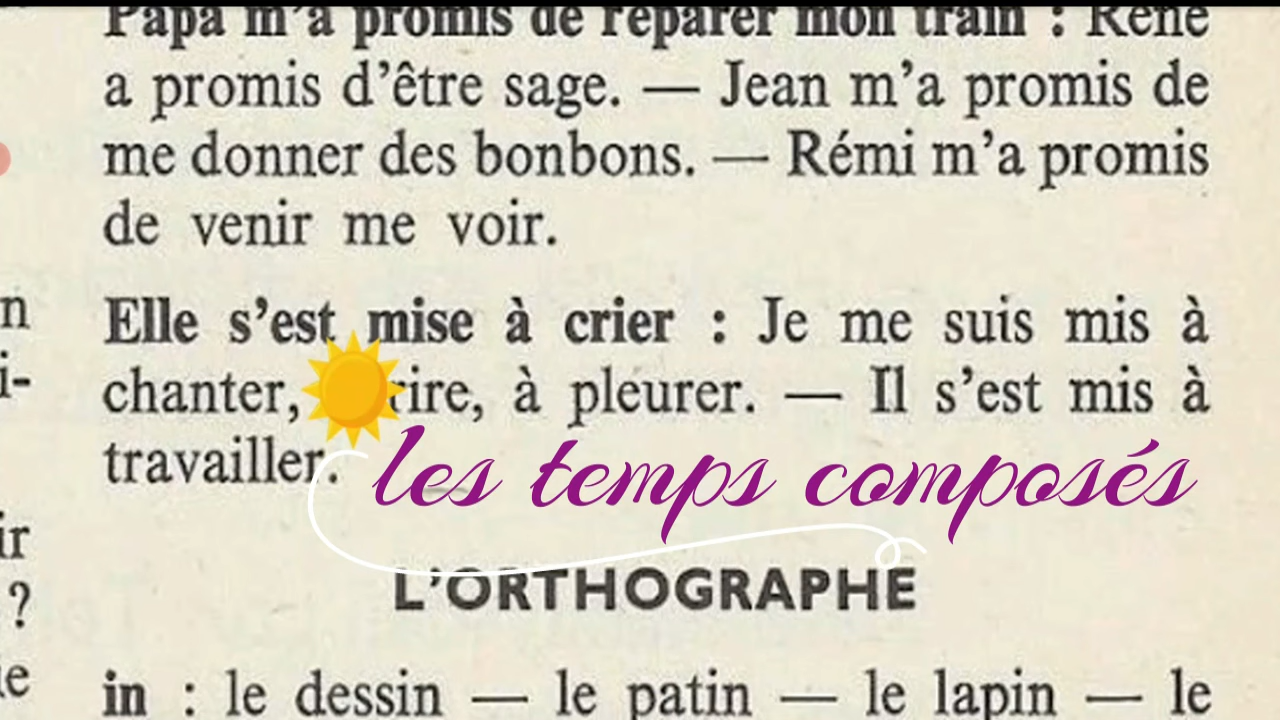 Papa m'a promis de réparer mon train : René
a promis d'être sage. — Jean m'a promis de
me donner des bonbons. — Rémi m'a promis
de venir me voir.
n
Elle s'est mise à crier : Je me suis mis à
i-
chanter, rire, à pleurer. — Il s'est mis à
travailler.
les temps composés
ir
L'ORTHOGRAPHE
?
in : le dessin — le patin — le lapin — le